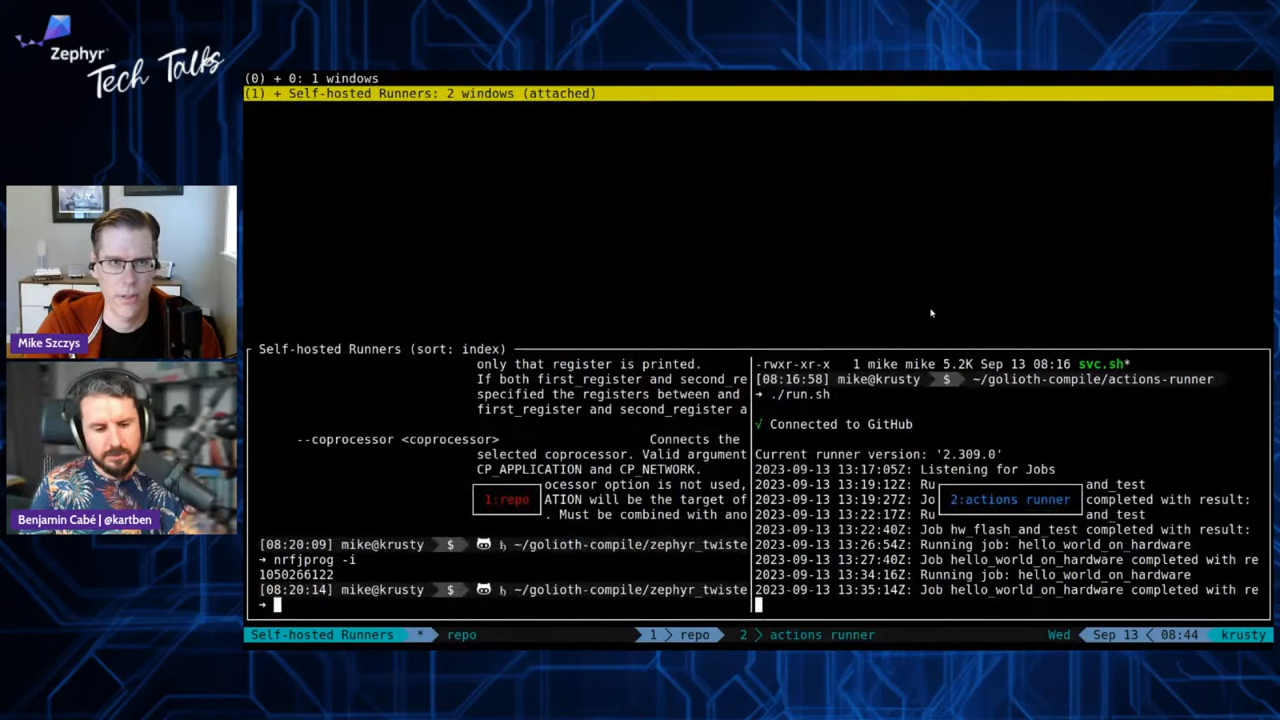 Zephyr™
Tech Talks
(0) + 0: 1 windows
(1) + Self-hosted Runners: 2 windows (attached)
Mike Szczys
Benjamin Cabé | @kartben
Self-hosted Runners (sort: index)
only that register is printed.
If both first_register and second_re
specified the registers between and
first_register and second_register a
--coprocessor <coprocessor> Connects the
selected coprocessor. Valid argument
CP_APPLICATION and CP_NETWORK.
ocessor option is not used,
1:repo
ATION will be the target of
. Must be combined with ano
[08:20:09] mike@krusty $ ~/golioth-compile/zephyr_twiste
➜ nrfjprog -i
1050266122
[08:20:14] mike@krusty $ ~/golioth-compile/zephyr_twiste
➜
-rwxr-xr-x 1 mike mike 5.2K Sep 13 08:16 svc.sh*
[08:16:58] mike@krusty $ ~/golioth-compile/actions-runner
➜ ./run.sh
√ Connected to GitHub
Current runner version: '2.309.0'
2023-09-13 13:17:05Z: Listening for Jobs
2023-09-13 13:19:12Z: Ru and_test
2023-09-13 13:19:27Z: Jo 2:actions runner completed with result:
2023-09-13 13:22:17Z: Ru and_test
2023-09-13 13:22:40Z: Job hw_flash_and_test completed with result:
2023-09-13 13:26:54Z: Running job: hello_world_on_hardware
2023-09-13 13:27:40Z: Job hello_world_on_hardware completed with re
2023-09-13 13:34:16Z: Running job: hello_world_on_hardware
2023-09-13 13:35:14Z: Job hello_world_on_hardware completed with re
Self-hosted Runners * repo 1 repo 2 actions runner Wed Sep 13 08:44 krusty